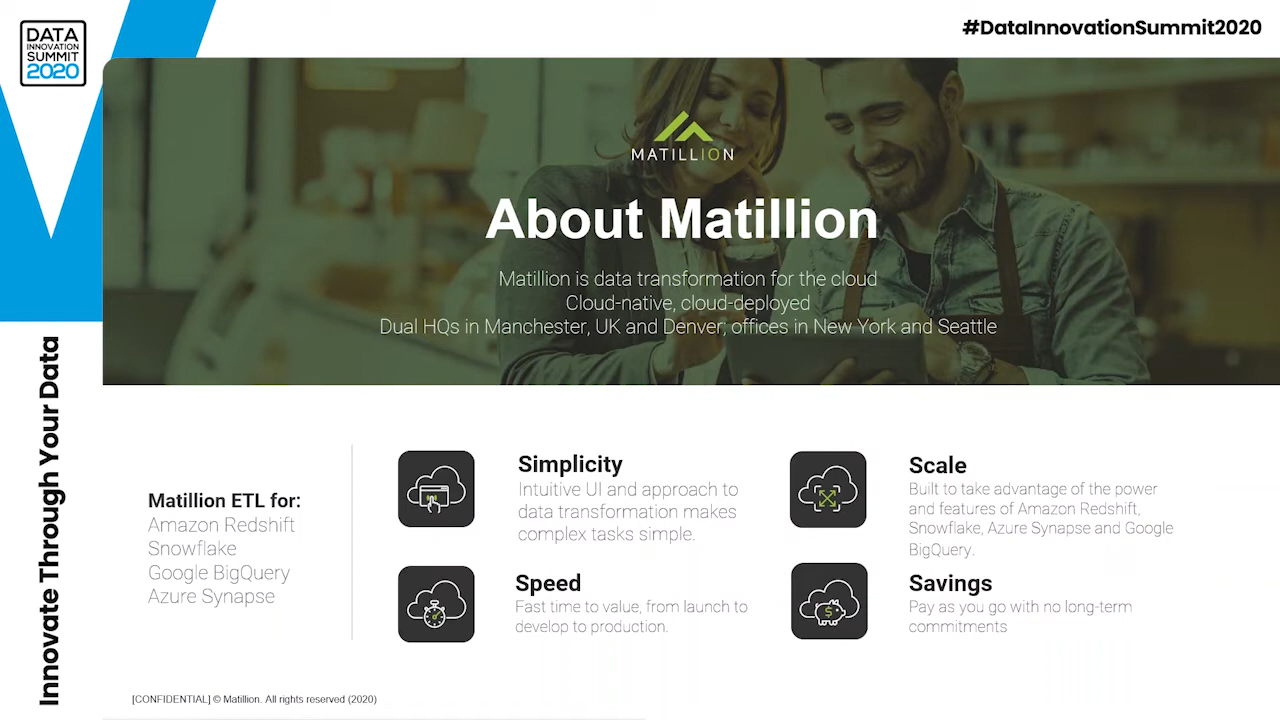 DATA
INNOVATION
SUMMIT
2020
#DataInnovationSummit2020
MATILLION
About Matillion
Matillion is data transformation for the cloud
Cloud-native, cloud-deployed
Dual HQs in Manchester, UK and Denver; offices in New York and Seattle
Innovate Through Your Data
Matillion ETL for:
Amazon Redshift
Snowflake
Google BigQuery
Azure Synapse
Simplicity
Intuitive UI and approach to
data transformation makes
complex tasks simple.
Speed
Fast time to value, from launch to
develop to production.
Scale
Built to take advantage of the power
and features of Amazon Redshift,
Snowflake, Azure Synapse and Google
BigQuery.
Savings
Pay as you go with no long-term
commitments
[CONFIDENTIAL] © Matillion. All rights reserved (2020)